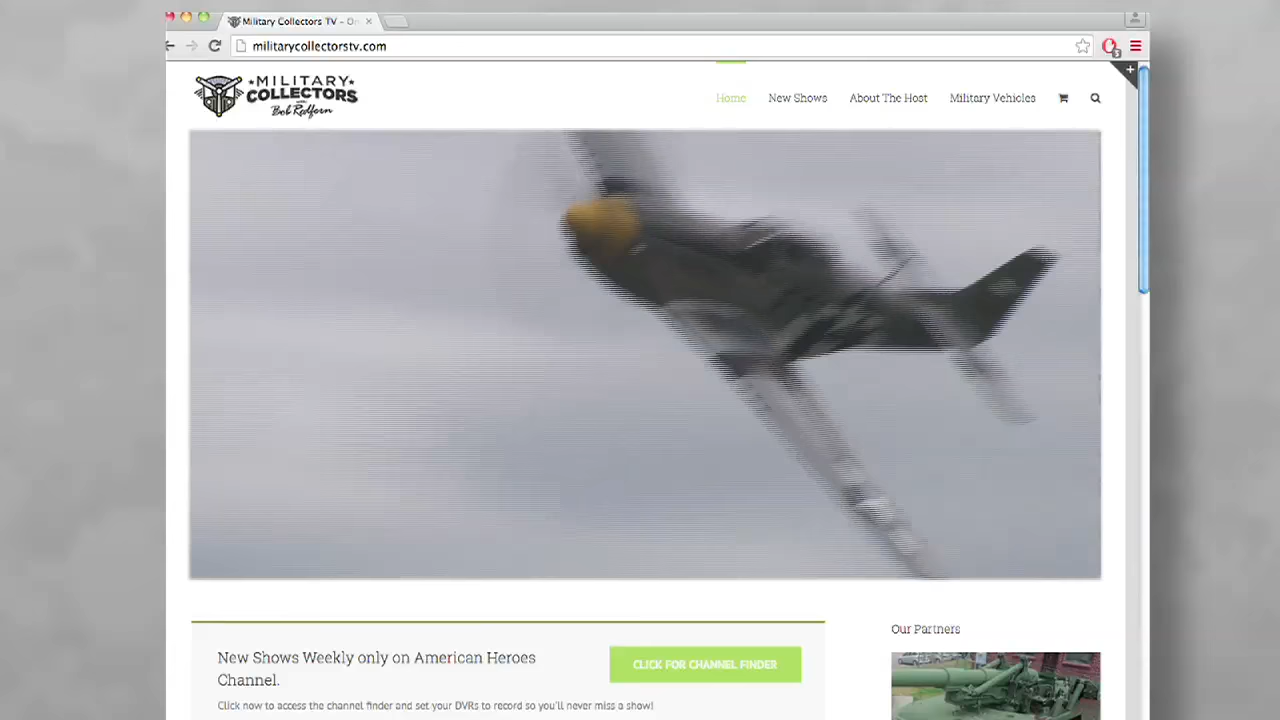 Military Collectors TV - On
militarycollectorstv.com
MILITARY
COLLECTORS
with
Bob Redfern
Home
New Shows
About The Host
Military Vehicles
New Shows Weekly only on American Heroes
Channel.
CLICK FOR CHANNEL FINDER
Click now to access the channel finder and set your DVRs to record so you'll never miss a show!
Our Partners